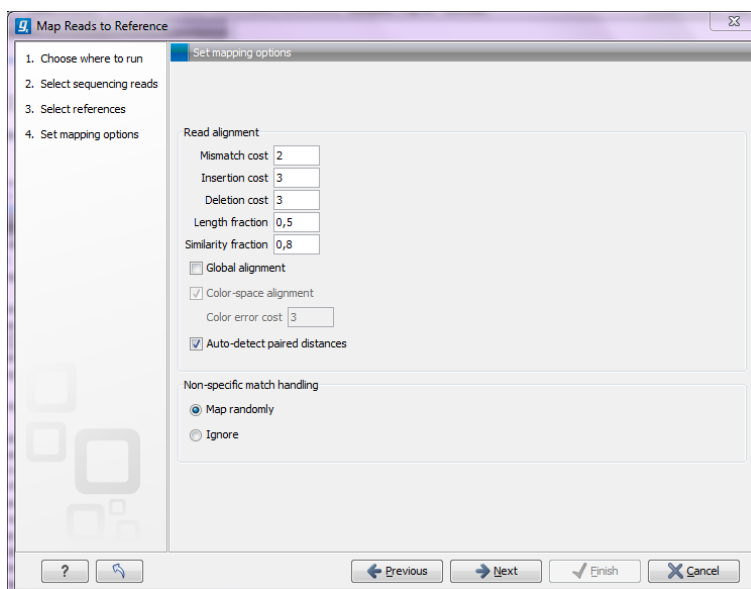 Map Reads to Reference
1. Choose where to run
2. Select sequencing reads
3. Select references
4. Set mapping options
Set mapping options
Read alignment
Mismatch cost 2
Insertion cost 3
Deletion cost 3
Length fraction 0,5
Similarity fraction 0,8
Global alignment
Color-space alignment
Color error cost 3
Auto-detect paired distances
Non-specific match handling
Map randomly
Ignore
? Previous Next Finish Cancel